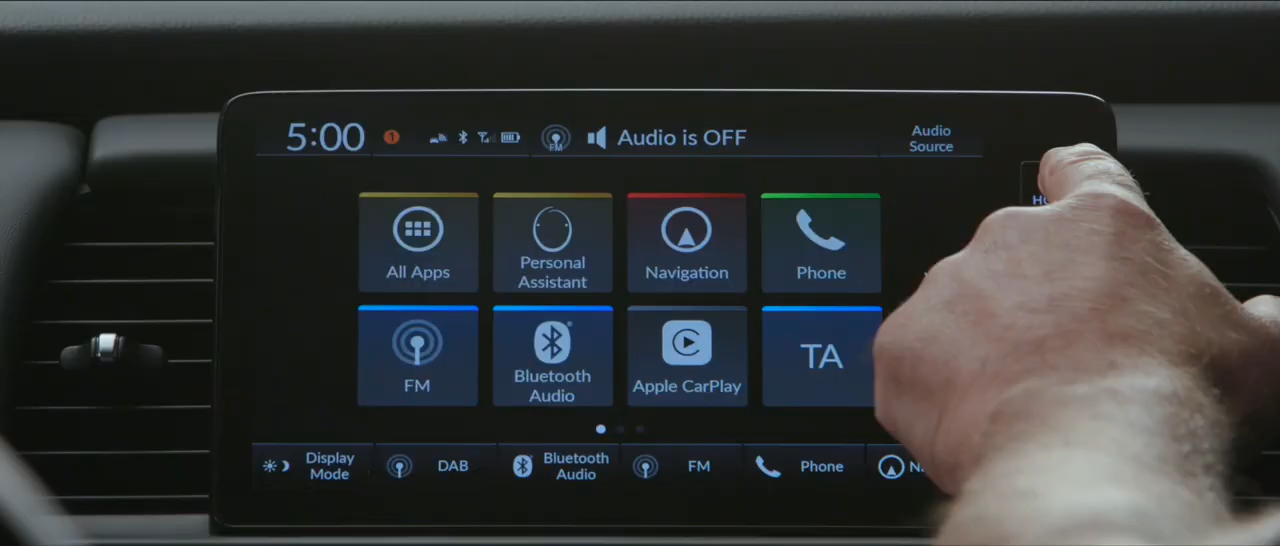 5:00
1
FM
Audio is OFF
Audio
Source
All Apps
Personal
Assistant
Navigation
Phone
FM
Bluetooth
Audio
Apple CarPlay
TA
Display
Mode
DAB
Bluetooth
Audio
FM
Phone